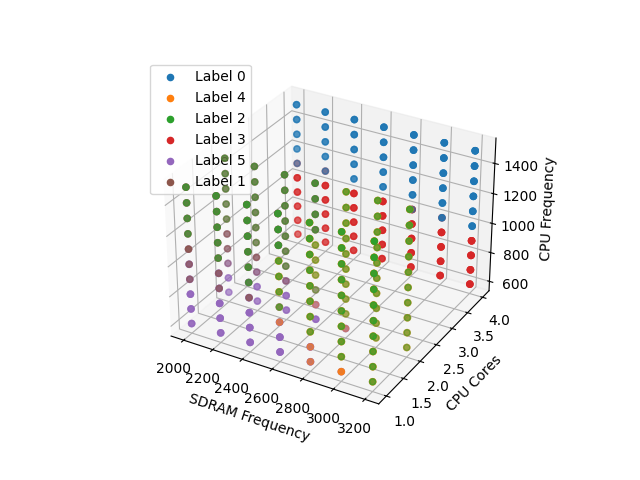 Label 0
Label 4
Label 2
Label 3
Label 5
Label 1
1400
1200
1000
800
600
CPU Frequency
4.0
3.5
3.0
2.5
2.0
1.5
1.0
CPU Cores
2000
2200
2400
2600
2800
3000
3200
SDRAM Frequency